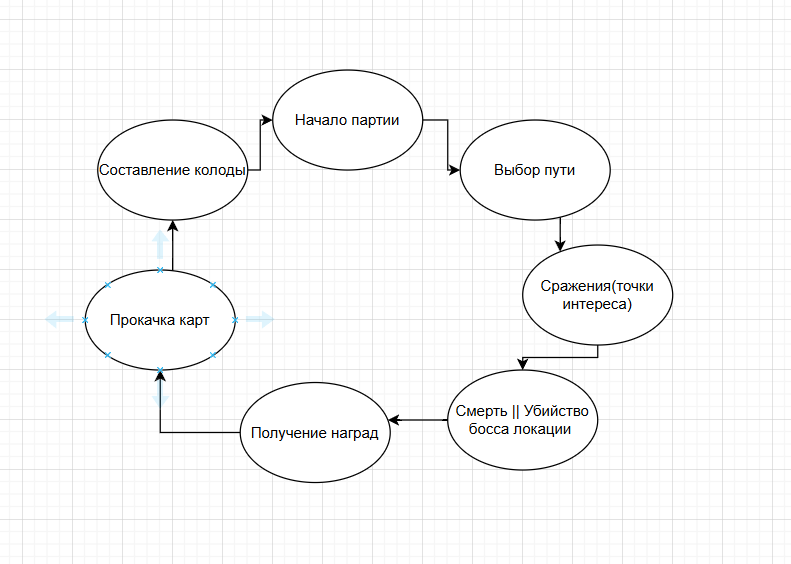 Начало партии
Составление колоды
Выбор пути
Сражения(точки
интереса)
Прокачка карт
Смерть || Убийство
босса локации
Получение наград